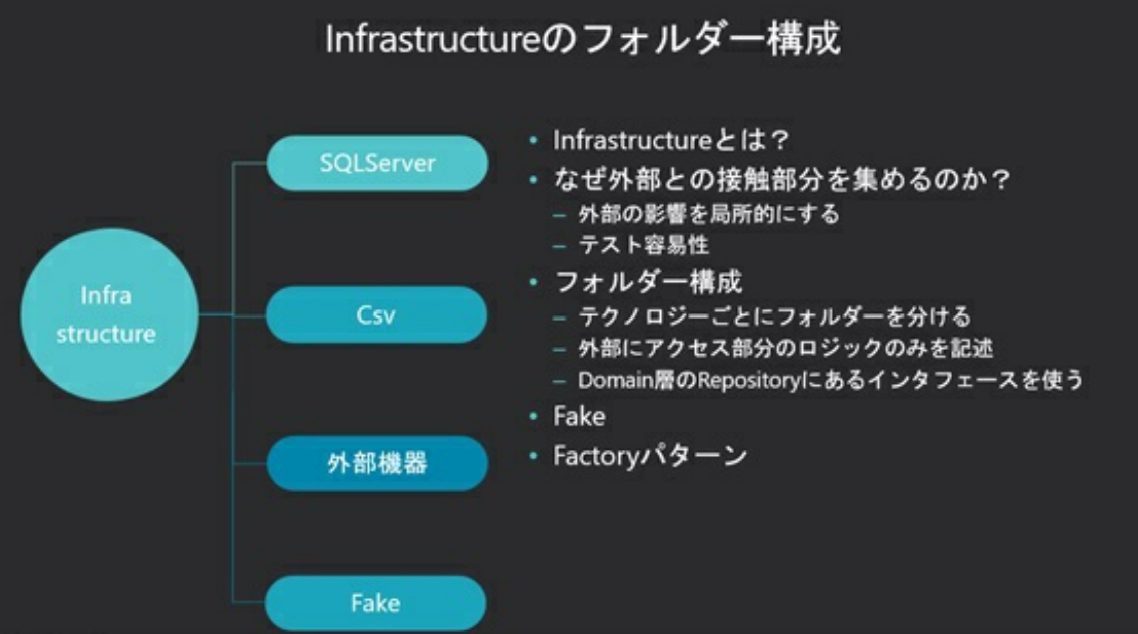 Infrastructureのフォルダー構成
Infra
structure
SQLServer
Csv
外部機器
Fake
• Infrastructureとは？
• なぜ外部との接触部分を集めるのか？
– 外部の影響を局所的にする
– テスト容易性
• フォルダー構成
– テクノロジーごとにフォルダーを分ける
– 外部にアクセス部分のロジックのみを記述
– Domain層のRepositoryにあるインタフェースを使う
• Fake
• Factoryパターン